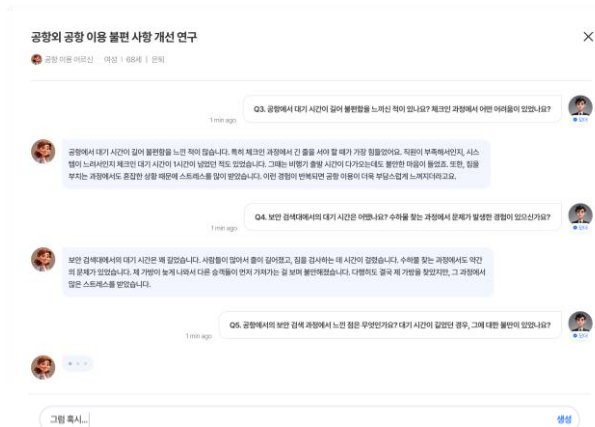 공항외 공항 이용 불편 사항 개선 연구
공항 이용 어르신 여성 | 68세 | 은퇴
Q3. 공항에서 대기 시간이 길어 불편함을 느끼신 적이 있나요? 체크인 과정에서 어떤 어려움이 있었나요?
1 min ago
공항에서 대기 시간이 길어 불편함을 느낀 적이 많습니다. 특히 체크인 과정에서 긴 줄을 서야 할 때가 가장 힘들었어요. 직원이 부족해서인지, 시스
템이 느려서인지 체크인 대기 시간이 1시간이 넘었던 적도 있었습니다. 그때는 비행기 출발 시간이 다가오는데도 불안한 마음이 들었죠. 또한, 짐을
부치는 과정에서도 혼잡한 상황 때문에 스트레스를 많이 받았습니다. 이런 경험이 반복되면 공항 이용이 더욱 부담스럽게 느껴지더라고요.
Q4. 보안 검색대에서의 대기 시간은 어땠나요? 수하물 찾는 과정에서 문제가 발생한 경험이 있으신가요?
1 min ago
보안 검색대에서의 대기 시간은 꽤 길었습니다. 사람들이 많아서 줄이 길어졌고, 짐을 검사하는 데 시간이 걸렸습니다. 수하물 찾는 과정에서도 약간
의 문제가 있었습니다. 제 가방이 늦게 나와서 다른 승객들이 먼저 가져가는 걸 보며 불안해졌습니다. 다행히도 결국 제 가방을 찾았지만, 그 과정에서
많은 스트레스를 받았습니다.
Q5. 공항에서의 보안 검색 과정에서 느낀 점은 무엇인가요? 대기 시간이 길었던 경우, 그에 대한 불만이 있었나요?
1 min ago
그럼 혹시...
생성